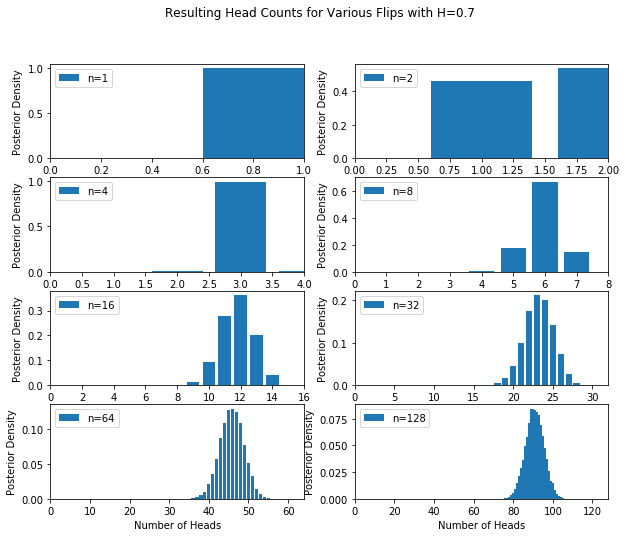 Resulting Head Counts for Various Flips with H=0.7
Posterior Density
1.0
0.5
0.0
n=1
0.0 0.2 0.4 0.6 0.8 1.0
Posterior Density
0.4
0.2
0.0
n=2
0.00 0.25 0.50 0.75 1.00 1.25 1.50 1.75 2.00
Posterior Density
1.0
0.5
0.0
n=4
0.0 0.5 1.0 1.5 2.0 2.5 3.0 3.5 4.0
Posterior Density
0.6
0.4
0.2
0.0
n=8
0 1 2 3 4 5 6 7 8
Posterior Density
0.3
0.2
0.1
0.0
n=16
0 2 4 6 8 10 12 14 16
Posterior Density
0.2
0.1
0.0
n=32
0 5 10 15 20 25 30
Posterior Density
0.10
0.05
0.00
n=64
0 10 20 30 40 50 60
Number of Heads
Posterior Density
0.075
0.050
0.025
0.000
n=128
0 20 40 60 80 100 120
Number of Heads